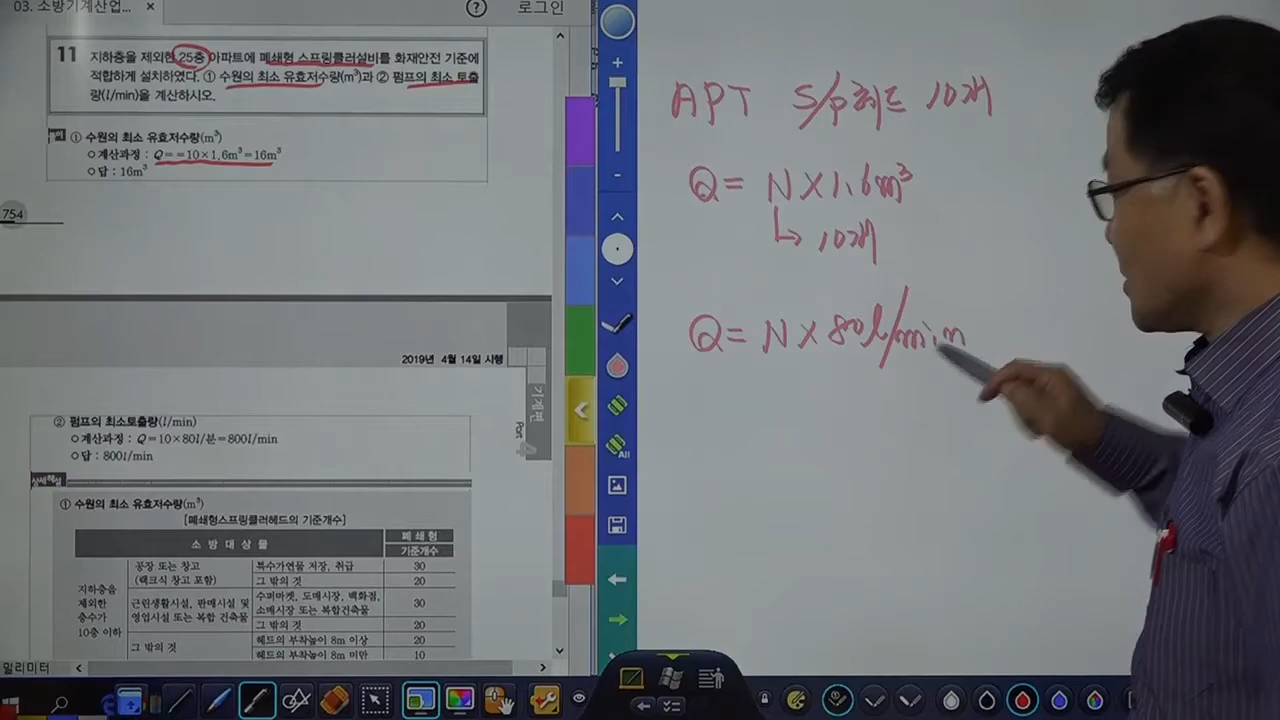 03. 소방기계산업... ×
로그인
11 지하층을 제외한 25층 아파트에 폐쇄형 스프링클러설비를 화재안전 기준에
적합하게 설치하였다. ① 수원의 최소 유효저수량(m³)과 ② 펌프의 최소 토출
량(l/min)을 계산하시오.
① 수원의 최소 유효저수량(m³)
○계산과정 : Q==10×1.6m³=16m³
○답 : 16m³
754
2019년 4월 14일 시행
기계편
Part 4
② 펌프의 최소토출량(l/min)
○계산과정 : Q=10×80l/분=800l/min
○답 : 800l/min
상세해설
① 수원의 최소 유효저수량(m³)
[폐쇄형스프링클러헤드의 기준개수]
소 방 대 상 물
폐 쇄 형
기준개수
지하층을
제외한
층수가
10층 이하
공장 또는 창고
(랙크식 창고 포함)
특수가연물 저장, 취급 30
그 밖의 것 20
근린생활시설, 판매시설 및
영업시설 또는 복합 건축물
수퍼마켓, 도매시장, 백화점,
소매시장 또는 복합건축물 30
그 밖의 것 20
그 밖의 것
헤드의 부착높이 8m 이상 20
헤드의 부착높이 8m 미만 10
밀리미터
All
APT S/P헤드 10개
Q= N×1.6m³
↳ 10개
Q= N×80l/min